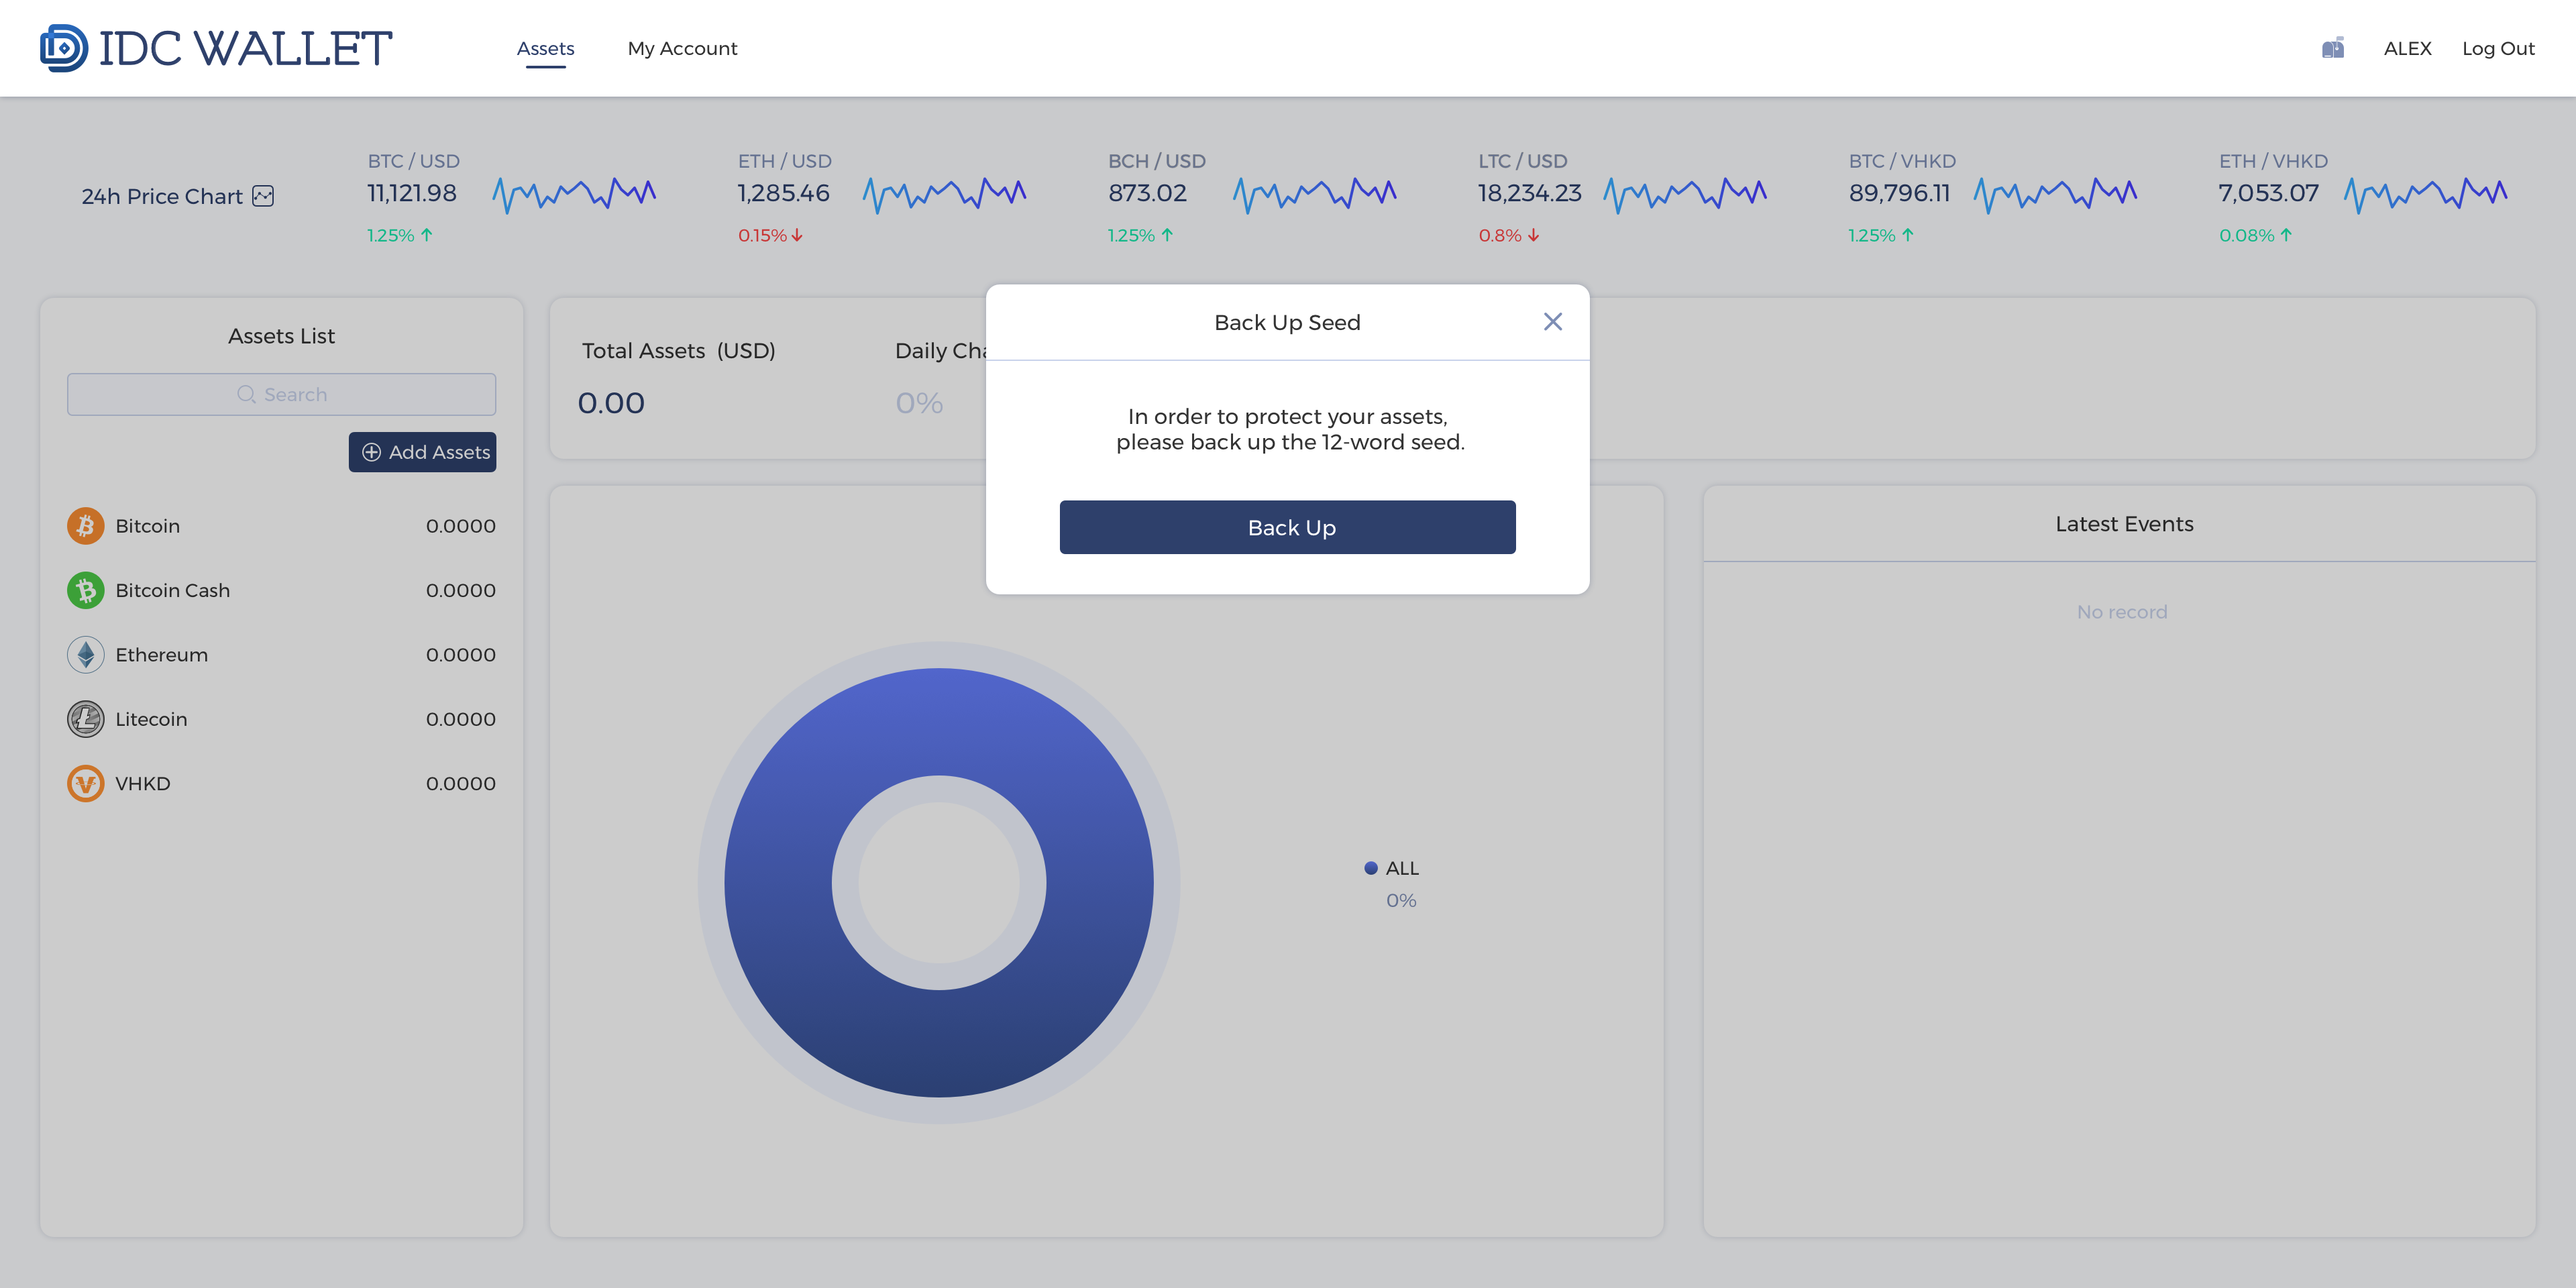 IDC WALLET
Assets
My Account
ALEX
Log Out
24h Price Chart
BTC / USD
11,121.98
1.25%
ETH / USD
1,285.46
0.15%
BCH / USD
873.02
1.25%
LTC / USD
18,234.23
0.8%
BTC / VHKD
89,796.11
1.25%
ETH / VHKD
7,053.07
0.08%
Assets List
Search
Add Assets
Bitcoin 0.0000
Bitcoin Cash 0.0000
Ethereum 0.0000
Litecoin 0.0000
VHKD 0.0000
Total Assets (USD)
0.00
Daily
0%
Back Up Seed
In order to protect your assets,
please back up the 12-word seed.
Back Up
ALL
0%
Latest Events
No record